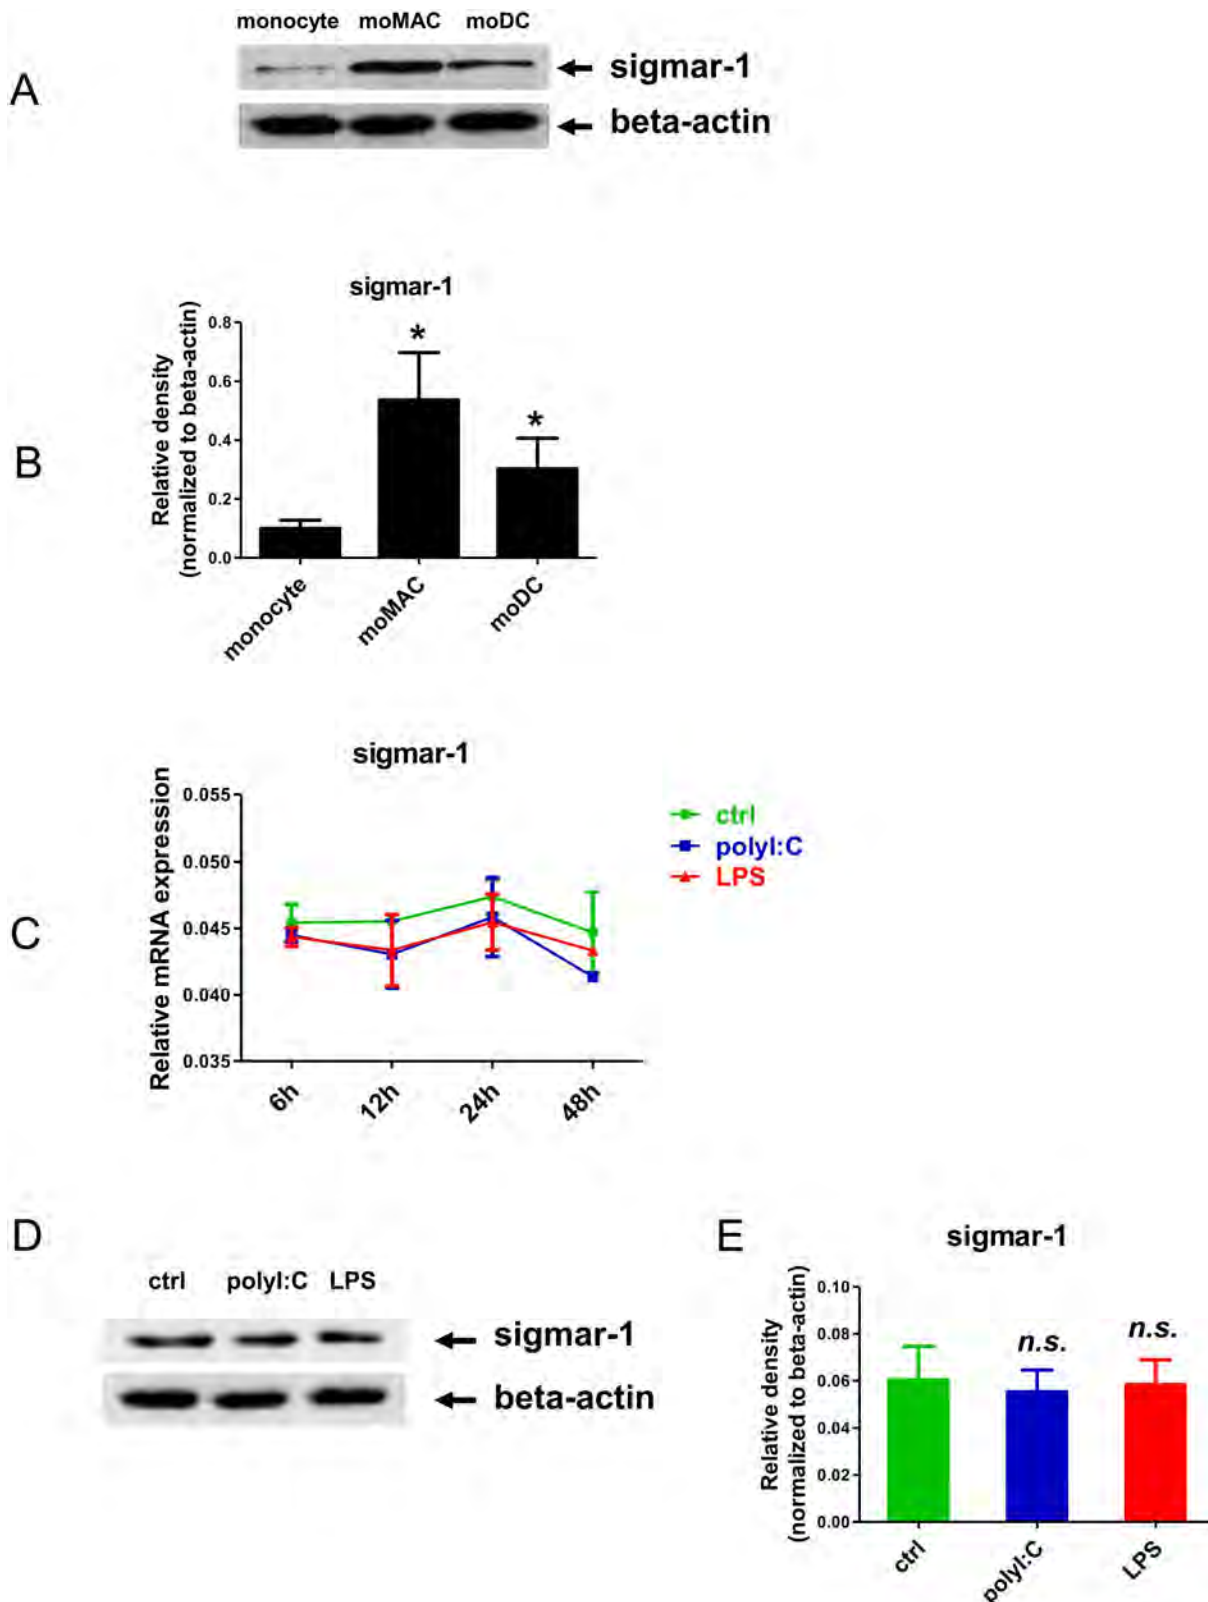 A
monocyte moMAC moDC
sigmar-1
beta-actin
B
sigmar-1
Relative density
(normalized to beta-actin)
0.8
*
0.6
*
0.4
0.2
0.0
monocyte
moMAC
moDC
C
sigmar-1
Relative mRNA expression
0.055
0.050
0.045
0.040
0.035
6h
12h
24h
48h
ctrl
polyI:C
LPS
D
ctrl polyI:C LPS
sigmar-1
beta-actin
E
sigmar-1
Relative density
(normalized to beta-actin)
0.10
0.08
n.s.
n.s.
0.06
0.04
0.02
0.00
ctrl
polyI:C
LPS